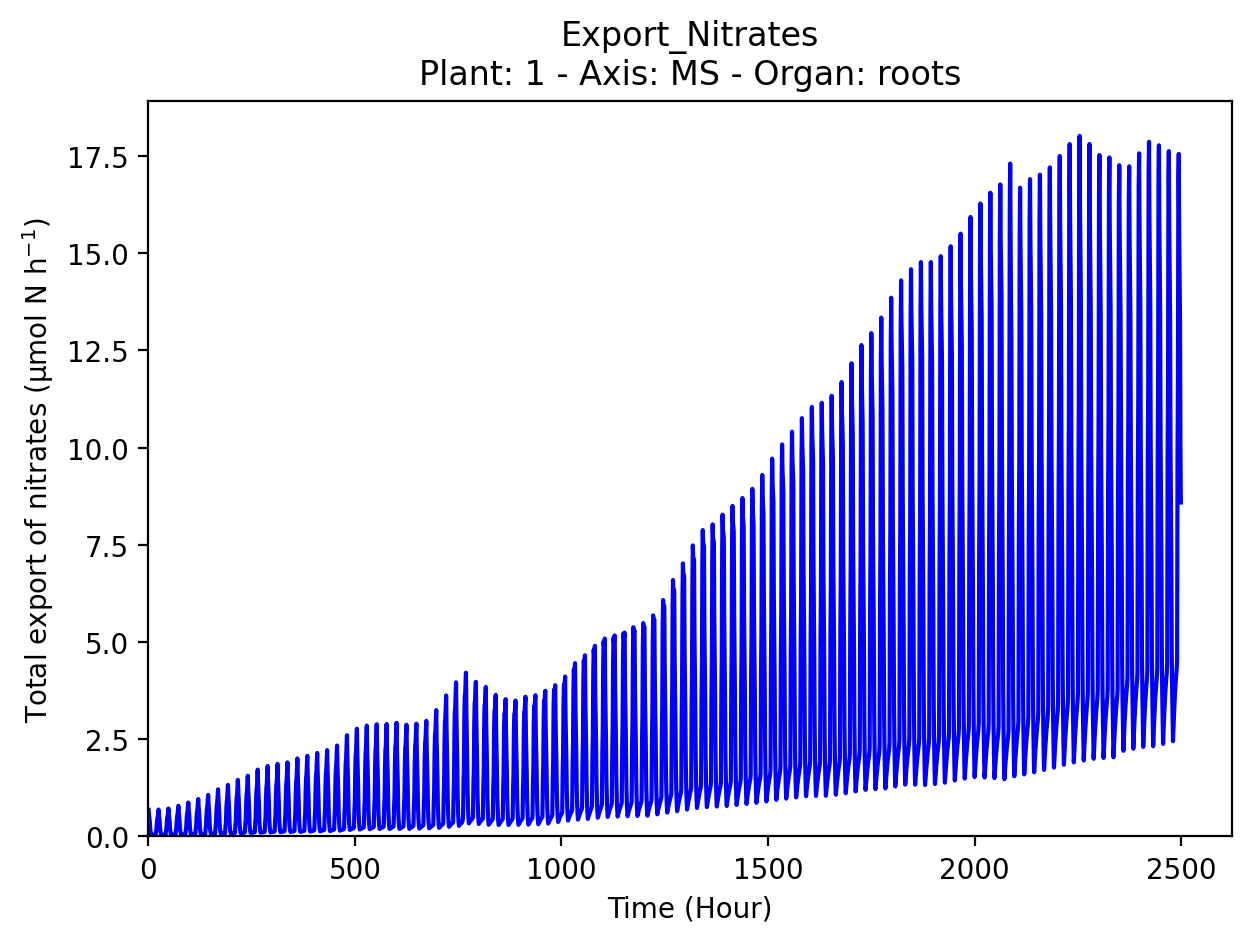 Export_Nitrates
Plant: 1 - Axis: MS - Organ: roots
Total export of nitrates (µmol N h⁻¹)
17.5
15.0
12.5
10.0
7.5
5.0
2.5
0.0
0 500 1000 1500 2000 2500
Time (Hour)